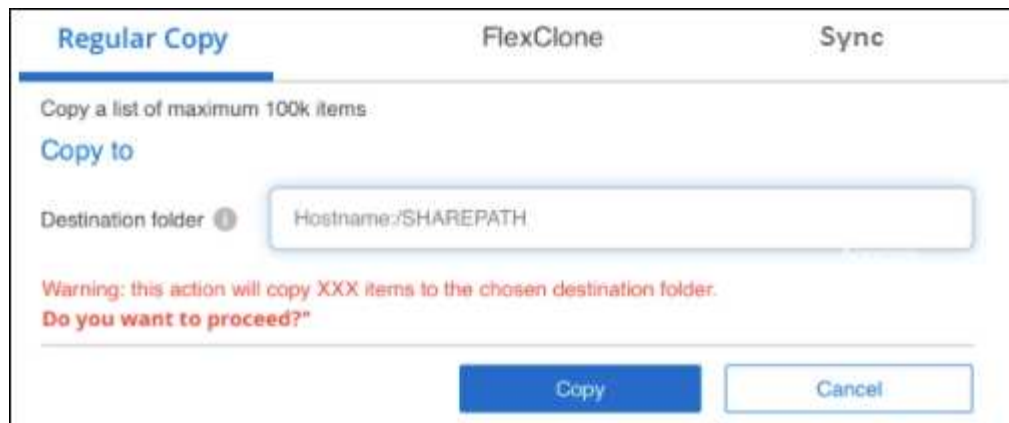 Regular Copy FlexClone Sync
Copy a list of maximum 100k items
Copy to
Destination folder Hostname:/SHAREPATH
Warning: this action will copy XXX items to the chosen destination folder.
Do you want to proceed?"
Copy Cancel